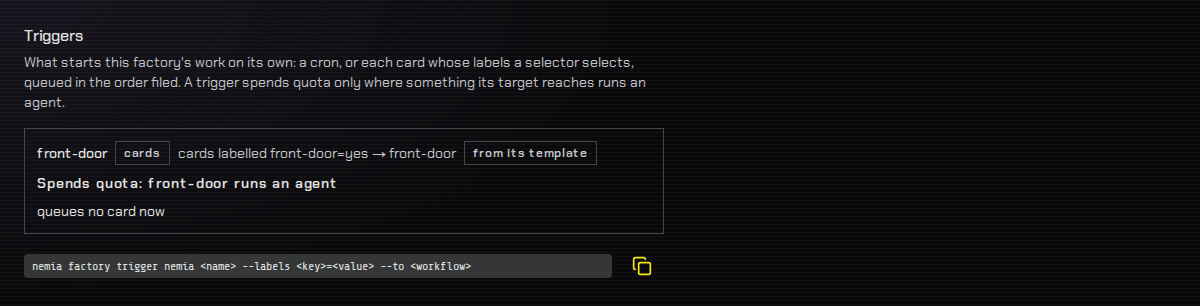 Triggers
What starts this factory's work on its own: a cron, or each card whose labels a selector selects,
queued in the order filed. A trigger spends quota only where something its target reaches runs an
agent.
front-door cards cards labelled front-door=yes → front-door from its template
Spends quota: front-door runs an agent
queues no card now
nemia factory trigger nemia <name> --labels <key>=<value> --to <workflow>